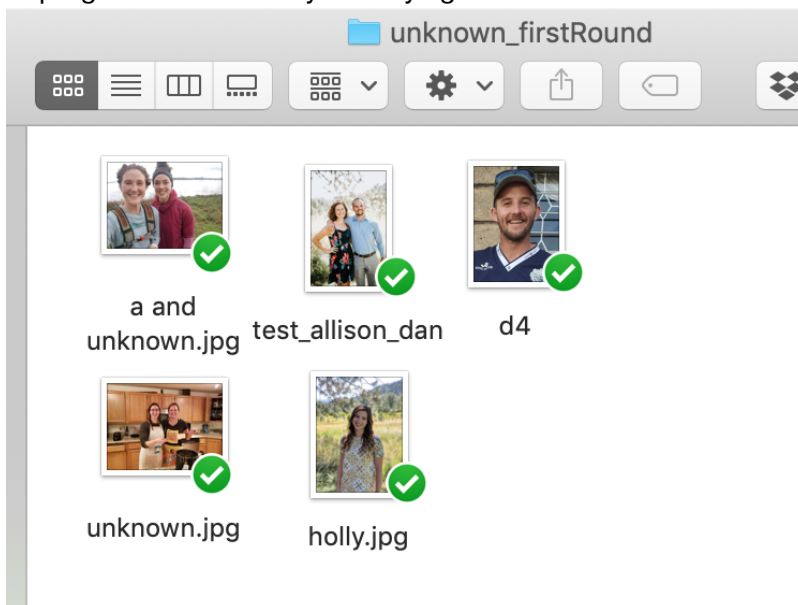 unknown_firstRound
a and
unknown.jpg
test_allison_dan
d4
unknown.jpg
holly.jpg